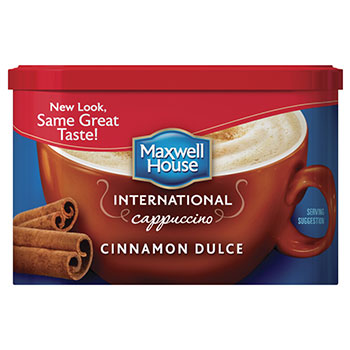 New Look,
Same Great
Taste!
Maxwell
House
INTERNATIONAL
cappuccino
CINNAMON DULCE
SERVING
SUGGESTION